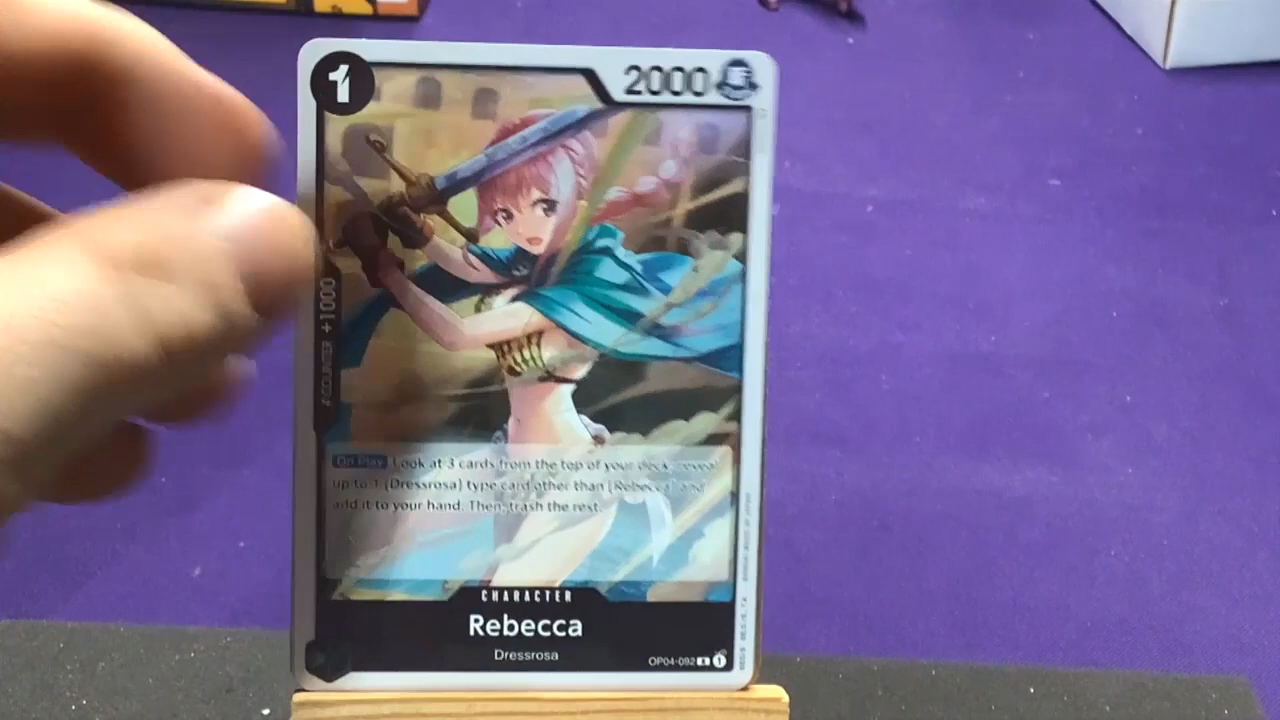 1
2000
COUNTER +1000
On Play Look at 3 cards from the top of your deck; reveal
up to 1 [Dressrosa] type card other than [Rebecca] and
add it to your hand. Then, trash the rest.
CHARACTER
Rebecca
Dressrosa
OP04-092 R 1